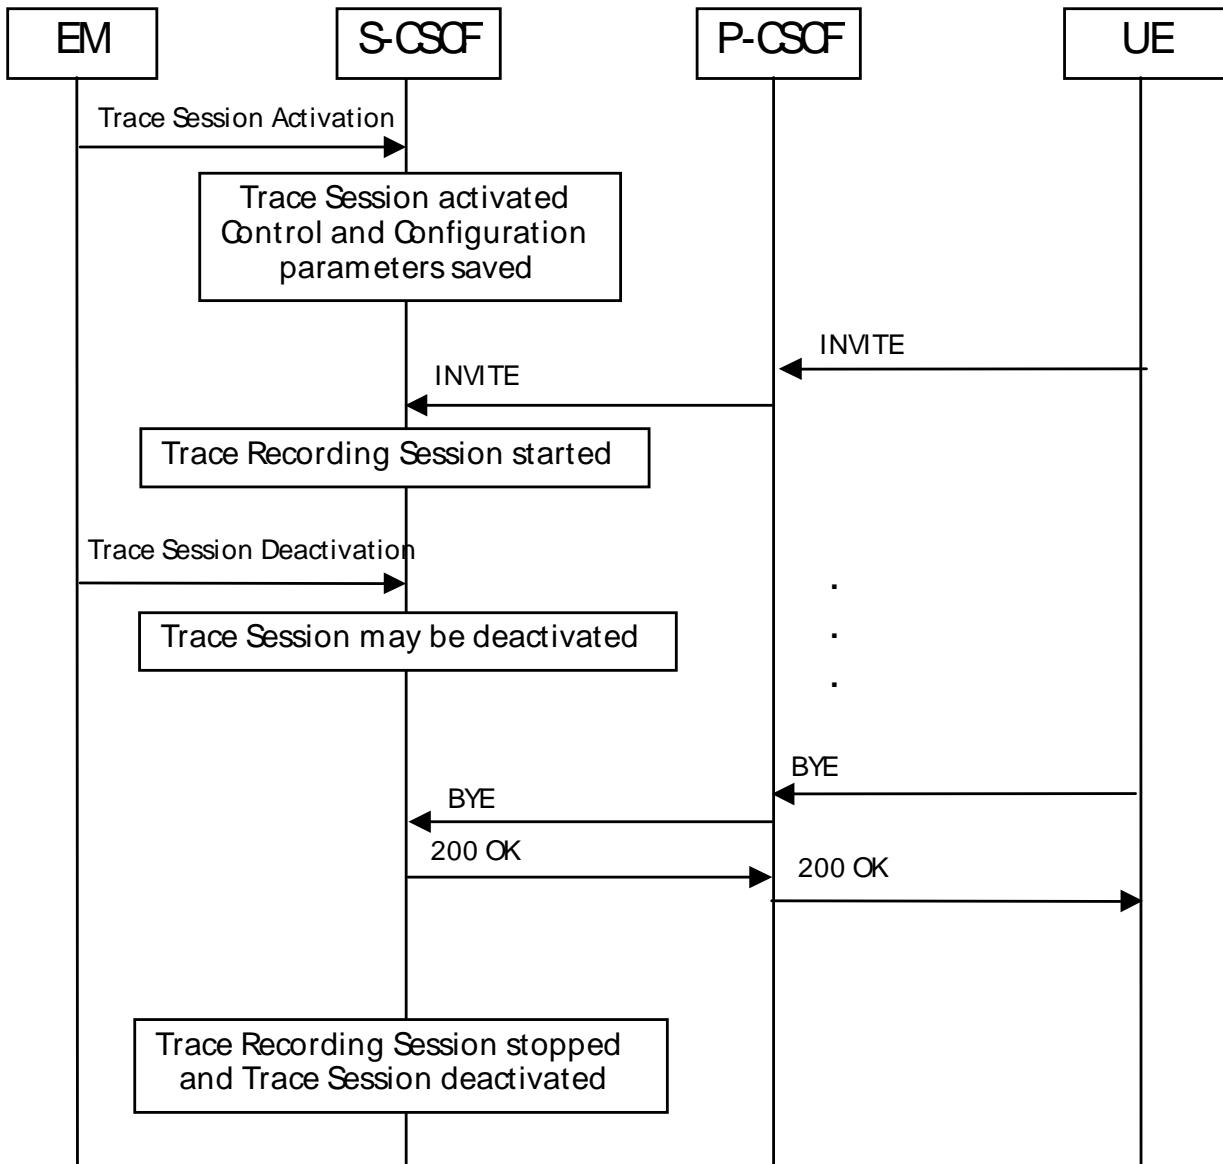 EM
S-CSCF
P-CSCF
UE
Trace Session Activation
Trace Session activated
Control and Configuration
parameters saved
INVITE
INVITE
Trace Recording Session started
Trace Session Deactivation
.
Trace Session may be deactivated
.
.
BYE
BYE
200 OK
200 OK
Trace Recording Session stopped
and Trace Session deactivated